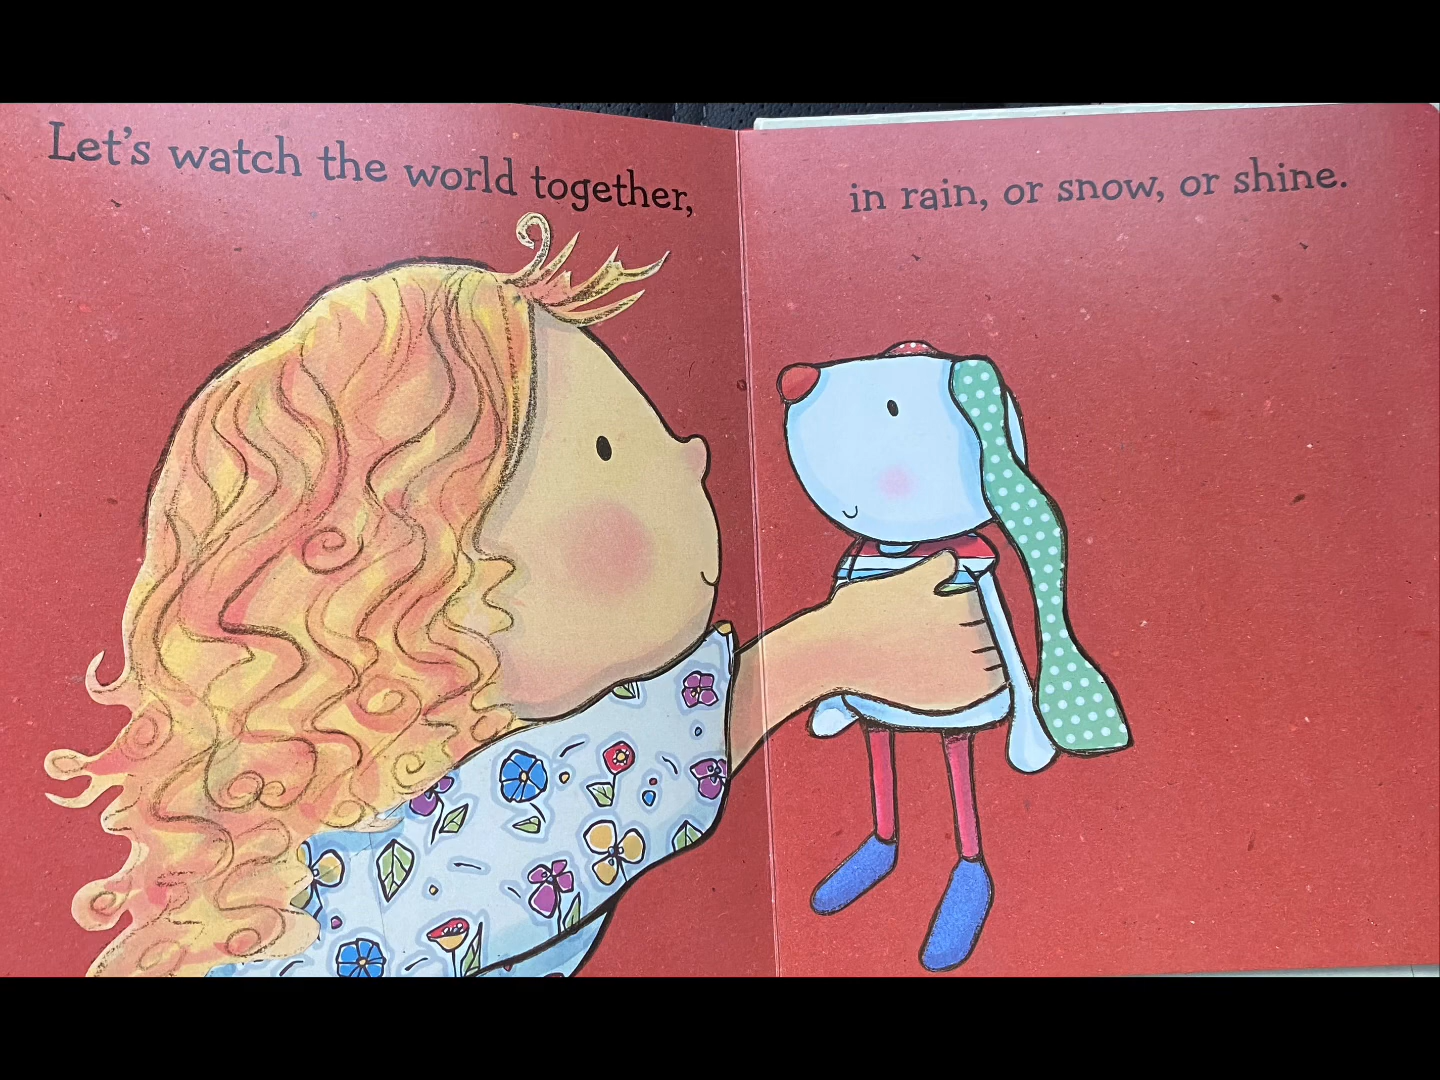 Let's watch the world together,
in rain, or snow, or shine.